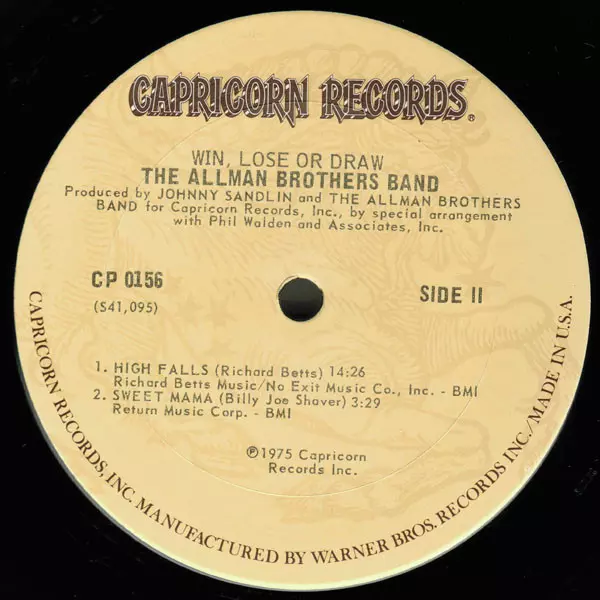 CAPRICORN RECORDS®
WIN, LOSE OR DRAW
THE ALLMAN BROTHERS BAND
Produced by JOHNNY SANDLIN and THE ALLMAN BROTHERS
BAND for Capricorn Records, Inc., by special arrangement
with Phil Walden and Associates, Inc.
CP 0156
(S41,095)
SIDE II
1. HIGH FALLS (Richard Betts) 14:26
Richard Betts Music/No Exit Music Co., Inc. - BMI
2. SWEET MAMA (Billy Joe Shaver) 3:29
Return Music Corp. - BMI
Ⓟ1975 Capricorn
Records Inc.
CAPRICORN RECORDS, INC. MANUFACTURED BY WARNER BROS. RECORDS INC./MADE IN U.S.A.